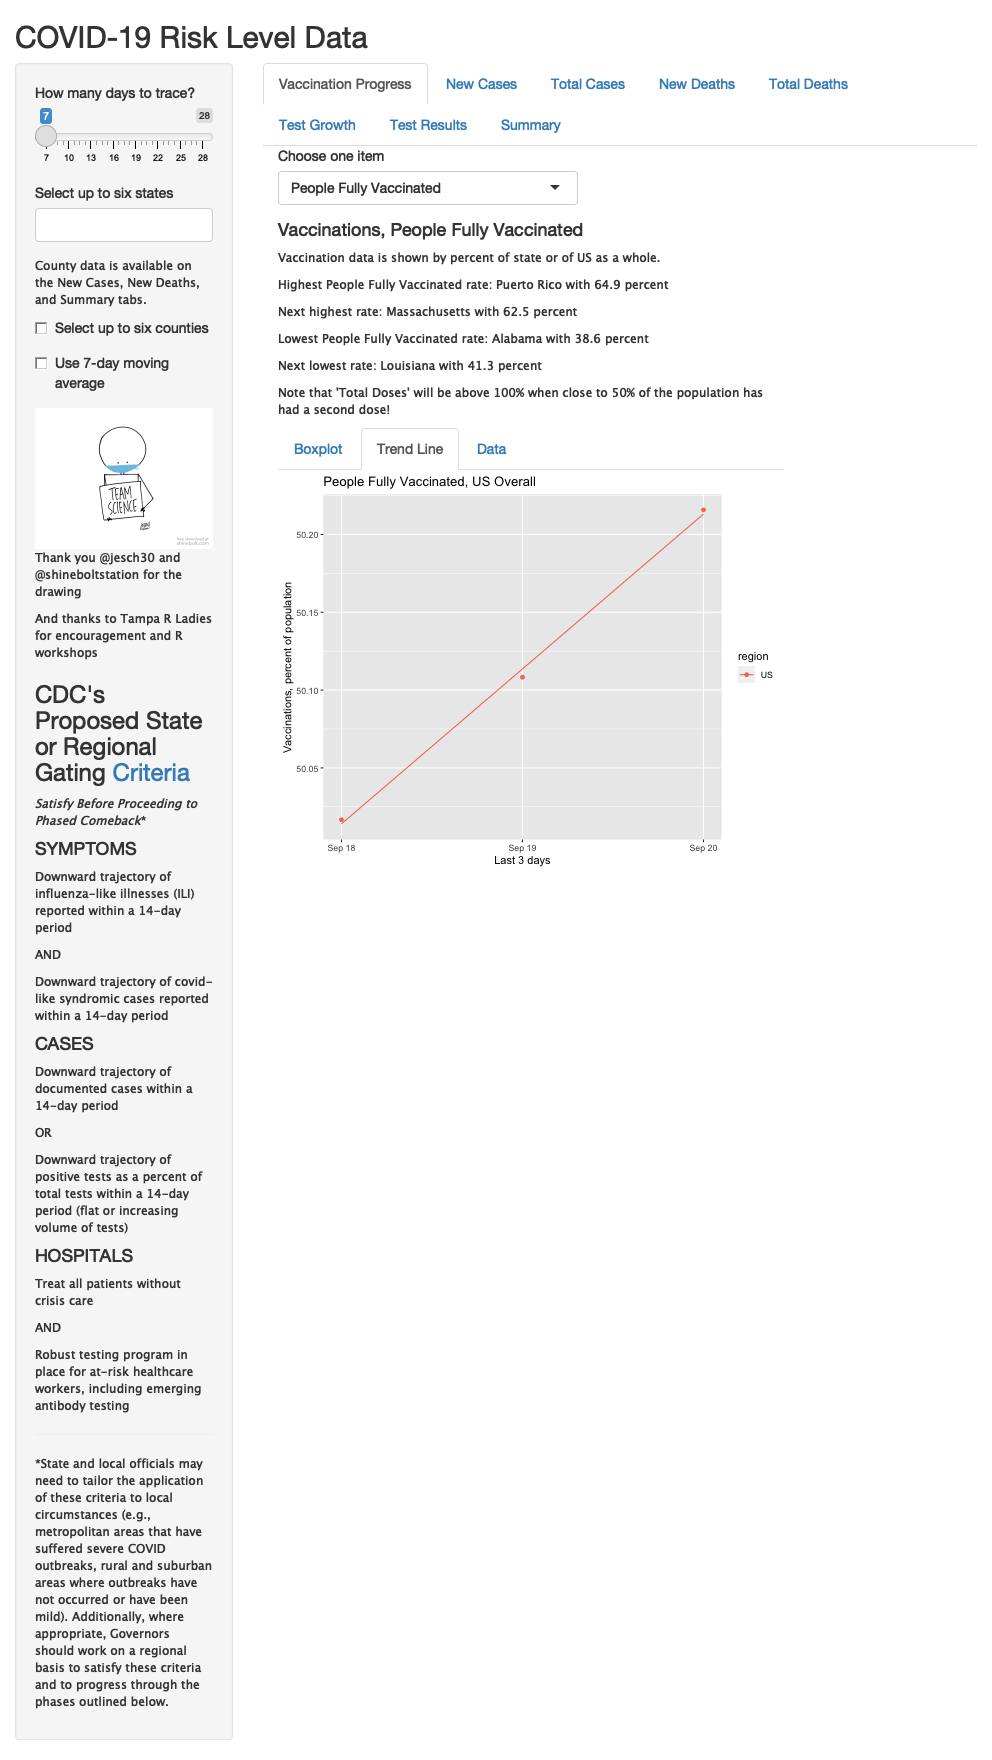 COVID-19 Risk Level Data
How many days to trace?
7
28
7 10 13 16 19 22 25 28
Select up to six states
County data is available on
the New Cases, New Deaths,
and Summary tabs.
Select up to six counties
Use 7-day moving
average
TEAM
SCIENCE
free download at
shinebolt.com
Thank you @jesch30 and
@shineboltstation for the
drawing
And thanks to Tampa R Ladies
for encouragement and R
workshops
CDC's
Proposed State
or Regional
Gating Criteria
Satisfy Before Proceeding to
Phased Comeback*
SYMPTOMS
Downward trajectory of
influenza-like illnesses (ILI)
reported within a 14-day
period
AND
Downward trajectory of covid-
like syndromic cases reported
within a 14-day period
CASES
Downward trajectory of
documented cases within a
14-day period
OR
Downward trajectory of
positive tests as a percent of
total tests within a 14-day
period (flat or increasing
volume of tests)
HOSPITALS
Treat all patients without
crisis care
AND
Robust testing program in
place for at-risk healthcare
workers, including emerging
antibody testing
*State and local officials may
need to tailor the application
of these criteria to local
circumstances (e.g.,
metropolitan areas that have
suffered severe COVID
outbreaks, rural and suburban
areas where outbreaks have
not occurred or have been
mild). Additionally, where
appropriate, Governors
should work on a regional
basis to satisfy these criteria
and to progress through the
phases outlined below.
Vaccination Progress New Cases Total Cases New Deaths Total Deaths
Test Growth Test Results Summary
Choose one item
People Fully Vaccinated
Vaccinations, People Fully Vaccinated
Vaccination data is shown by percent of state or of US as a whole.
Highest People Fully Vaccinated rate: Puerto Rico with 64.9 percent
Next highest rate: Massachusetts with 62.5 percent
Lowest People Fully Vaccinated rate: Alabama with 38.6 percent
Next lowest rate: Louisiana with 41.3 percent
Note that 'Total Doses' will be above 100% when close to 50% of the population has
had a second dose!
Boxplot Trend Line Data
People Fully Vaccinated, US Overall
Vaccinations, percent of population
50.20
50.15
50.10
50.05
Sep 18 Sep 19 Sep 20
Last 3 days
region
US